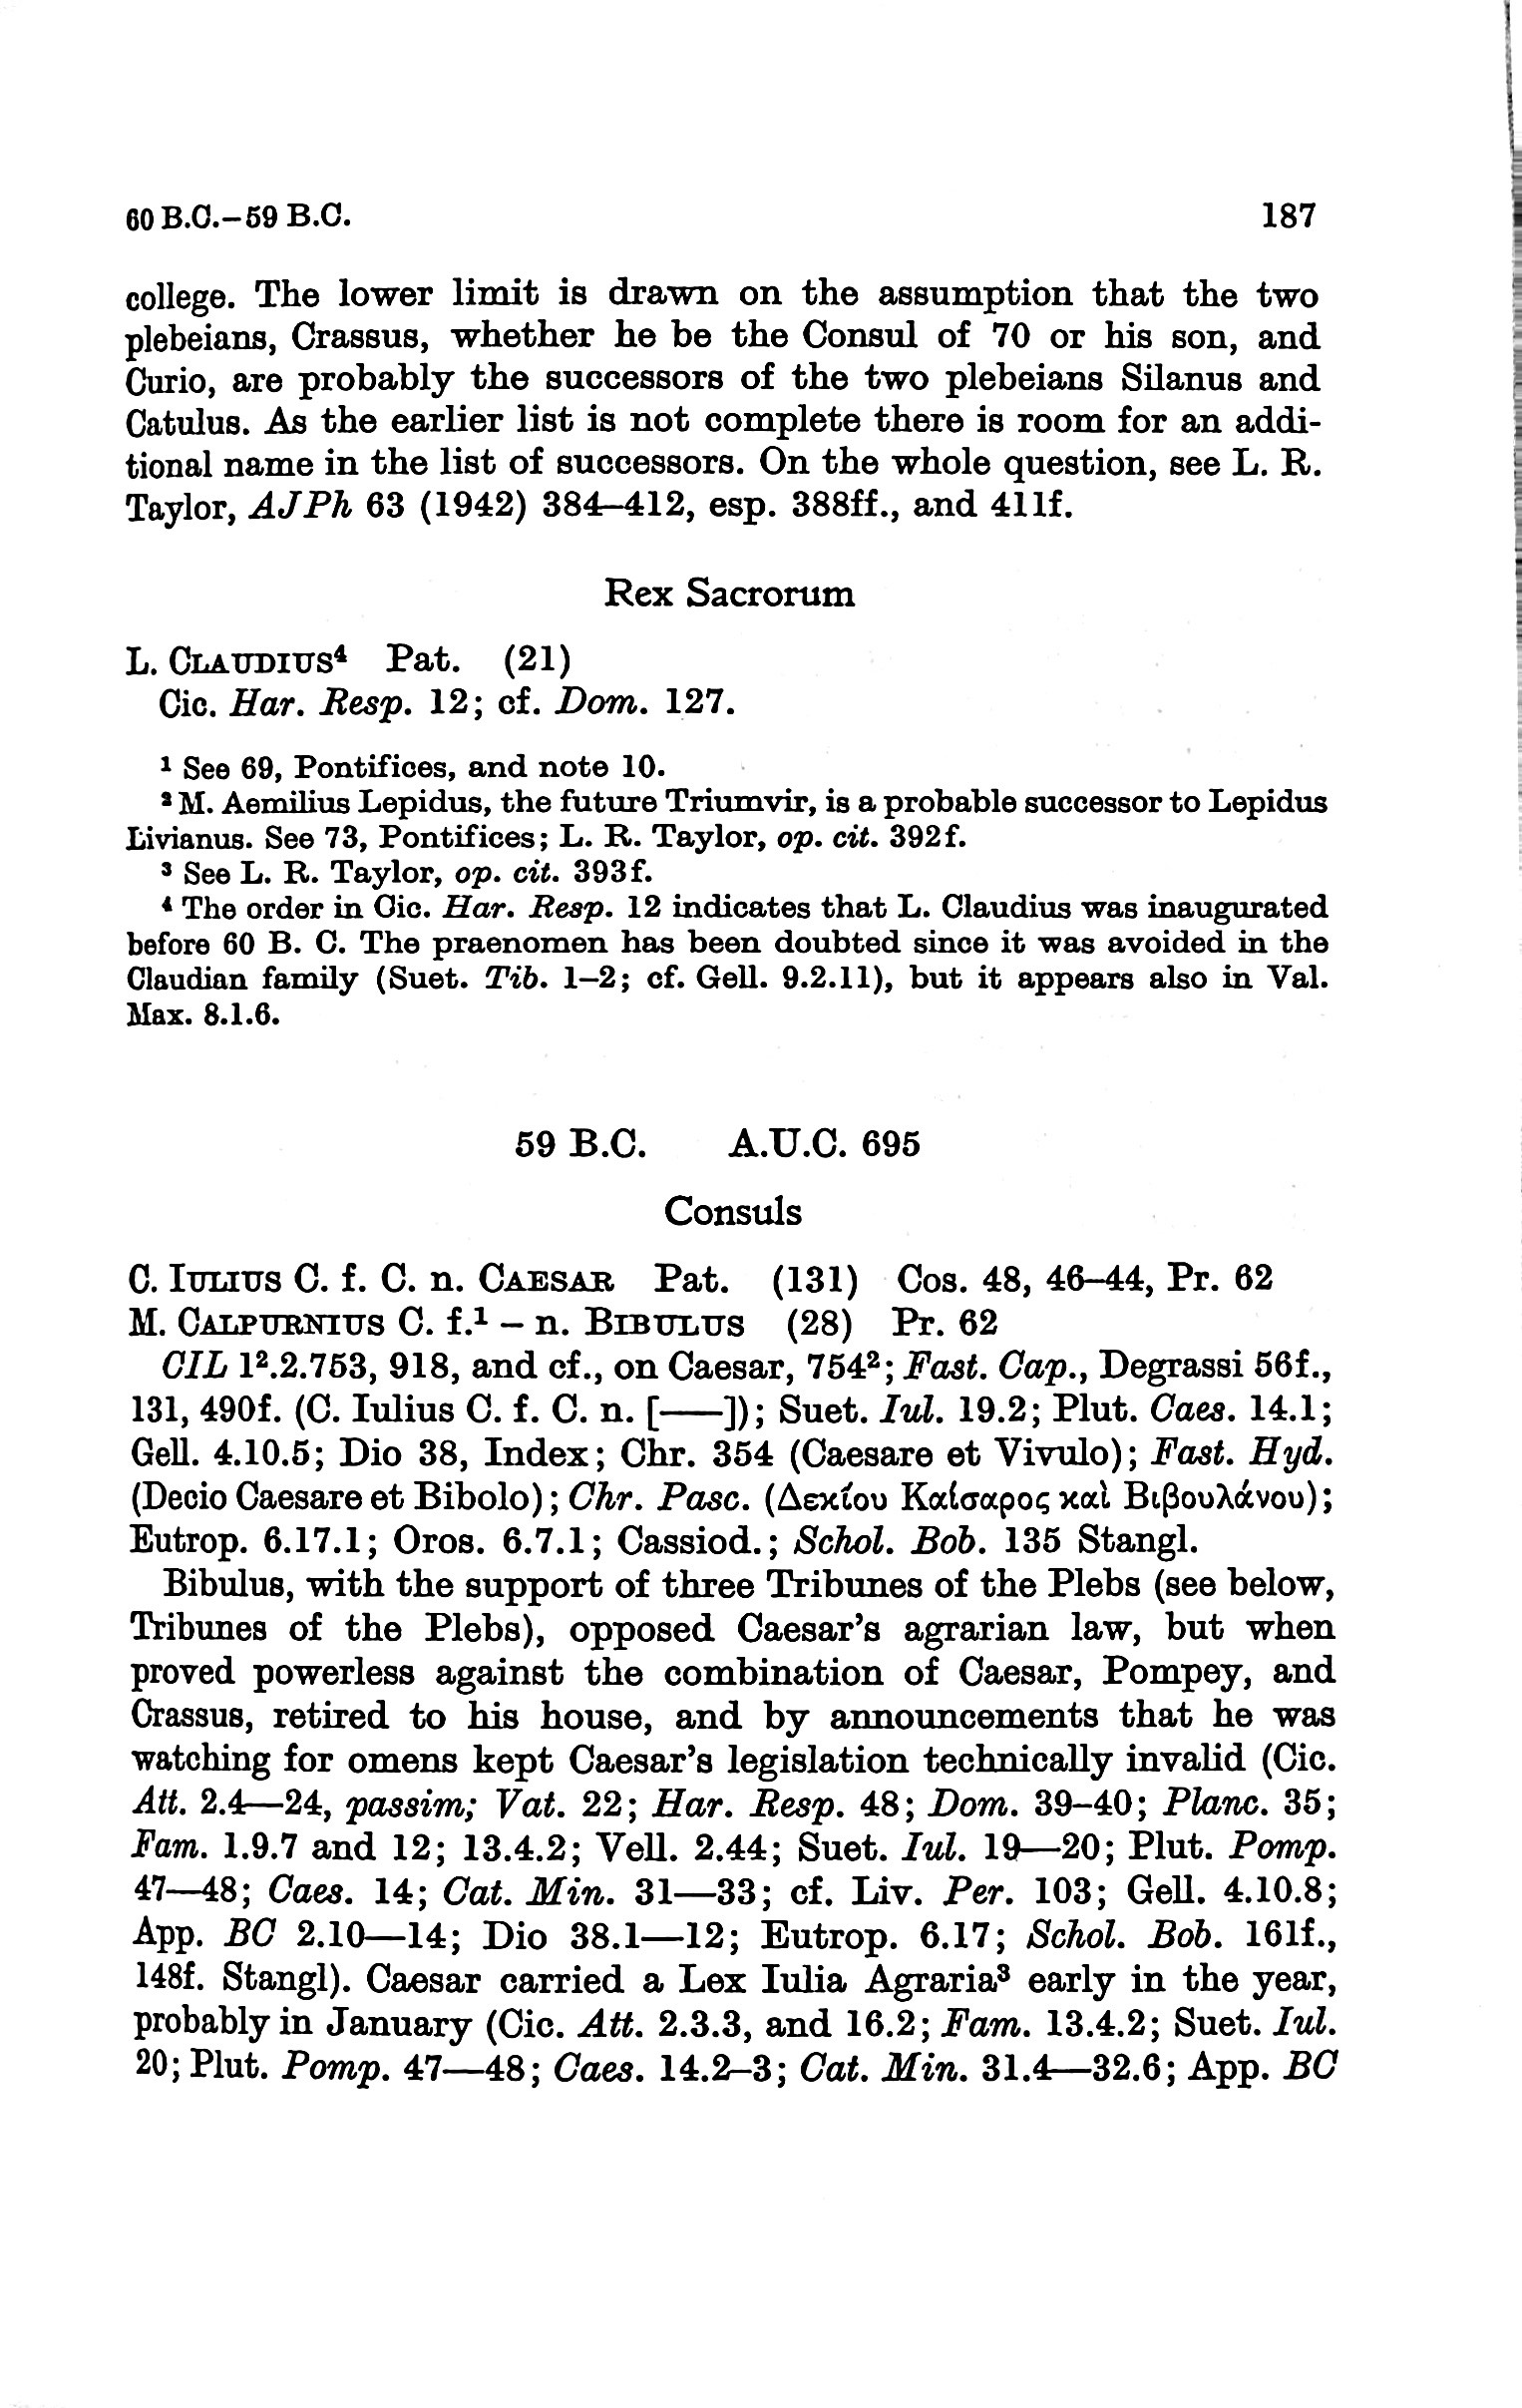 60 B.C.–59 B.C. 187
college. The lower limit is drawn on the assumption that the two
plebeians, Crassus, whether he be the Consul of 70 or his son, and
Curio, are probably the successors of the two plebeians Silanus and
Catulus. As the earlier list is not complete there is room for an addi-
tional name in the list of successors. On the whole question, see L. R.
Taylor, AJPh 63 (1942) 384–412, esp. 388ff., and 411f.
Rex Sacrorum
L. CLAUDIUS⁴ Pat. (21)
Cic. Har. Resp. 12; cf. Dom. 127.
¹ See 69, Pontifices, and note 10.
² M. Aemilius Lepidus, the future Triumvir, is a probable successor to Lepidus
Livianus. See 73, Pontifices; L. R. Taylor, op. cit. 392f.
³ See L. R. Taylor, op. cit. 393f.
⁴ The order in Cic. Har. Resp. 12 indicates that L. Claudius was inaugurated
before 60 B. C. The praenomen has been doubted since it was avoided in the
Claudian family (Suet. Tib. 1–2; cf. Gell. 9.2.11), but it appears also in Val.
Max. 8.1.6.
59 B.C. A.U.C. 695
Consuls
C. IULIUS C. f. C. n. CAESAR Pat. (131) Cos. 48, 46–44, Pr. 62
M. CALPURNIUS C. f.¹ – n. BIBULUS (28) Pr. 62
CIL 1².2.753, 918, and cf., on Caesar, 754²; Fast. Cap., Degrassi 56f.,
131, 490f. (C. Iulius C. f. C. n. [——]); Suet. Iul. 19.2; Plut. Caes. 14.1;
Gell. 4.10.5; Dio 38, Index; Chr. 354 (Caesare et Vivulo); Fast. Hyd.
(Decio Caesare et Bibolo); Chr. Pasc. (Δεκίου Καίσαρος καὶ Βιβουλάνου);
Eutrop. 6.17.1; Oros. 6.7.1; Cassiod.; Schol. Bob. 135 Stangl.
Bibulus, with the support of three Tribunes of the Plebs (see below,
Tribunes of the Plebs), opposed Caesar's agrarian law, but when
proved powerless against the combination of Caesar, Pompey, and
Crassus, retired to his house, and by announcements that he was
watching for omens kept Caesar's legislation technically invalid (Cic.
Att. 2.4—24, passim; Vat. 22; Har. Resp. 48; Dom. 39–40; Planc. 35;
Fam. 1.9.7 and 12; 13.4.2; Vell. 2.44; Suet. Iul. 19—20; Plut. Pomp.
47—48; Caes. 14; Cat. Min. 31—33; cf. Liv. Per. 103; Gell. 4.10.8;
App. BC 2.10—14; Dio 38.1—12; Eutrop. 6.17; Schol. Bob. 161f.,
148f. Stangl). Caesar carried a Lex Iulia Agraria³ early in the year,
probably in January (Cic. Att. 2.3.3, and 16.2; Fam. 13.4.2; Suet. Iul.
20; Plut. Pomp. 47—48; Caes. 14.2–3; Cat. Min. 31.4—32.6; App. BC